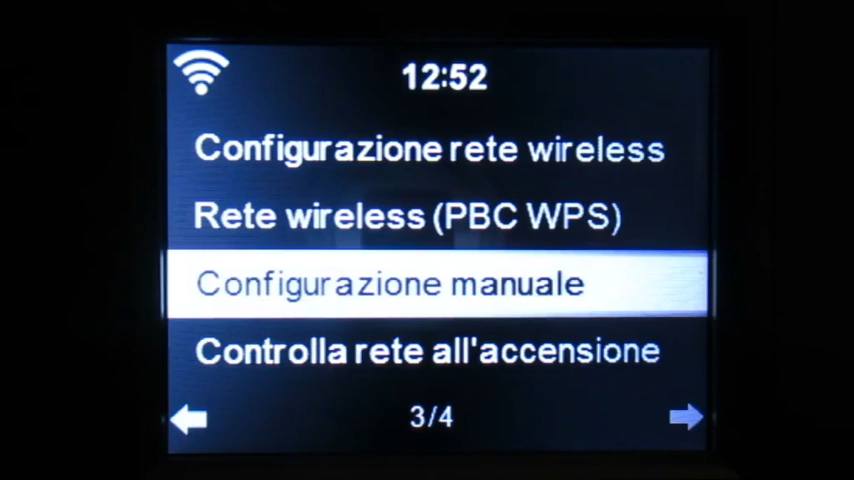 12:52
Configurazione rete wireless
Rete wireless (PBC WPS)
Configurazione manuale
Controlla rete all'accensione
3/4